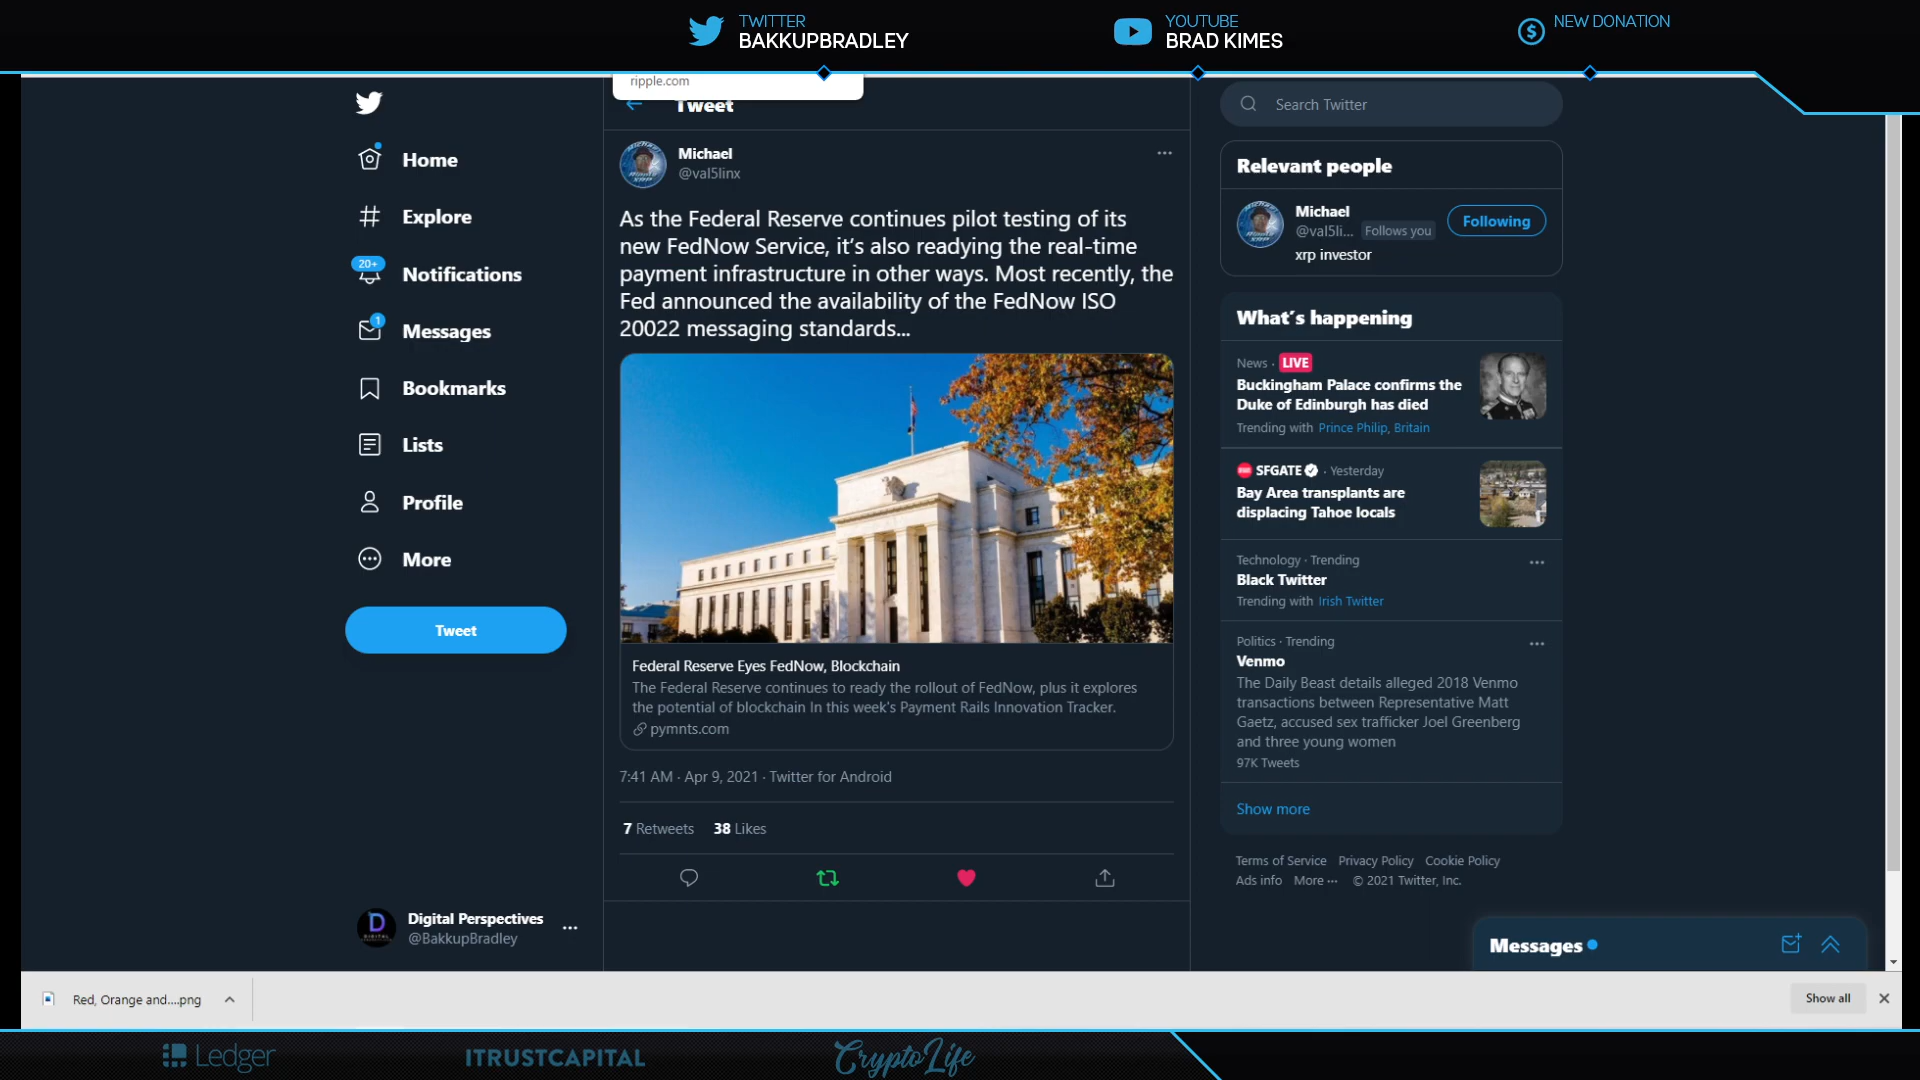 TWITTER
BAKKUPBRADLEY
YOUTUBE
BRAD KIMES
NEW DONATION
ripple.com
Tweet
Search Twitter
Home
Explore
20+
Notifications
1
Messages
Bookmarks
Lists
Profile
More
Tweet
Digital Perspectives
@BakkupBradley
Michael
@val5linx
As the Federal Reserve continues pilot testing of its
new FedNow Service, it's also readying the real-time
payment infrastructure in other ways. Most recently, the
Fed announced the availability of the FedNow ISO
20022 messaging standards...
Federal Reserve Eyes FedNow, Blockchain
The Federal Reserve continues to ready the rollout of FedNow, plus it explores
the potential of blockchain In this week's Payment Rails Innovation Tracker.
pymnts.com
7:41 AM · Apr 9, 2021 · Twitter for Android
7 Retweets 38 Likes
Relevant people
Michael
@val5li... Follows you
Following
xrp investor
What's happening
News · LIVE
Buckingham Palace confirms the
Duke of Edinburgh has died
Trending with Prince Philip, Britain
SFGATE · Yesterday
Bay Area transplants are
displacing Tahoe locals
Technology · Trending
Black Twitter
Trending with Irish Twitter
Politics · Trending
Venmo
The Daily Beast details alleged 2018 Venmo
transactions between Representative Matt
Gaetz, accused sex trafficker Joel Greenberg
and three young women
97K Tweets
Show more
Terms of Service Privacy Policy Cookie Policy
Ads info More ··· © 2021 Twitter, Inc.
Messages
Red, Orange and....png
Show all
Ledger
ITRUSTCAPITAL
CryptoLife